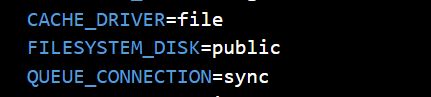 CACHE_DRIVER=file
FILESYSTEM_DISK=public
QUEUE_CONNECTION=sync